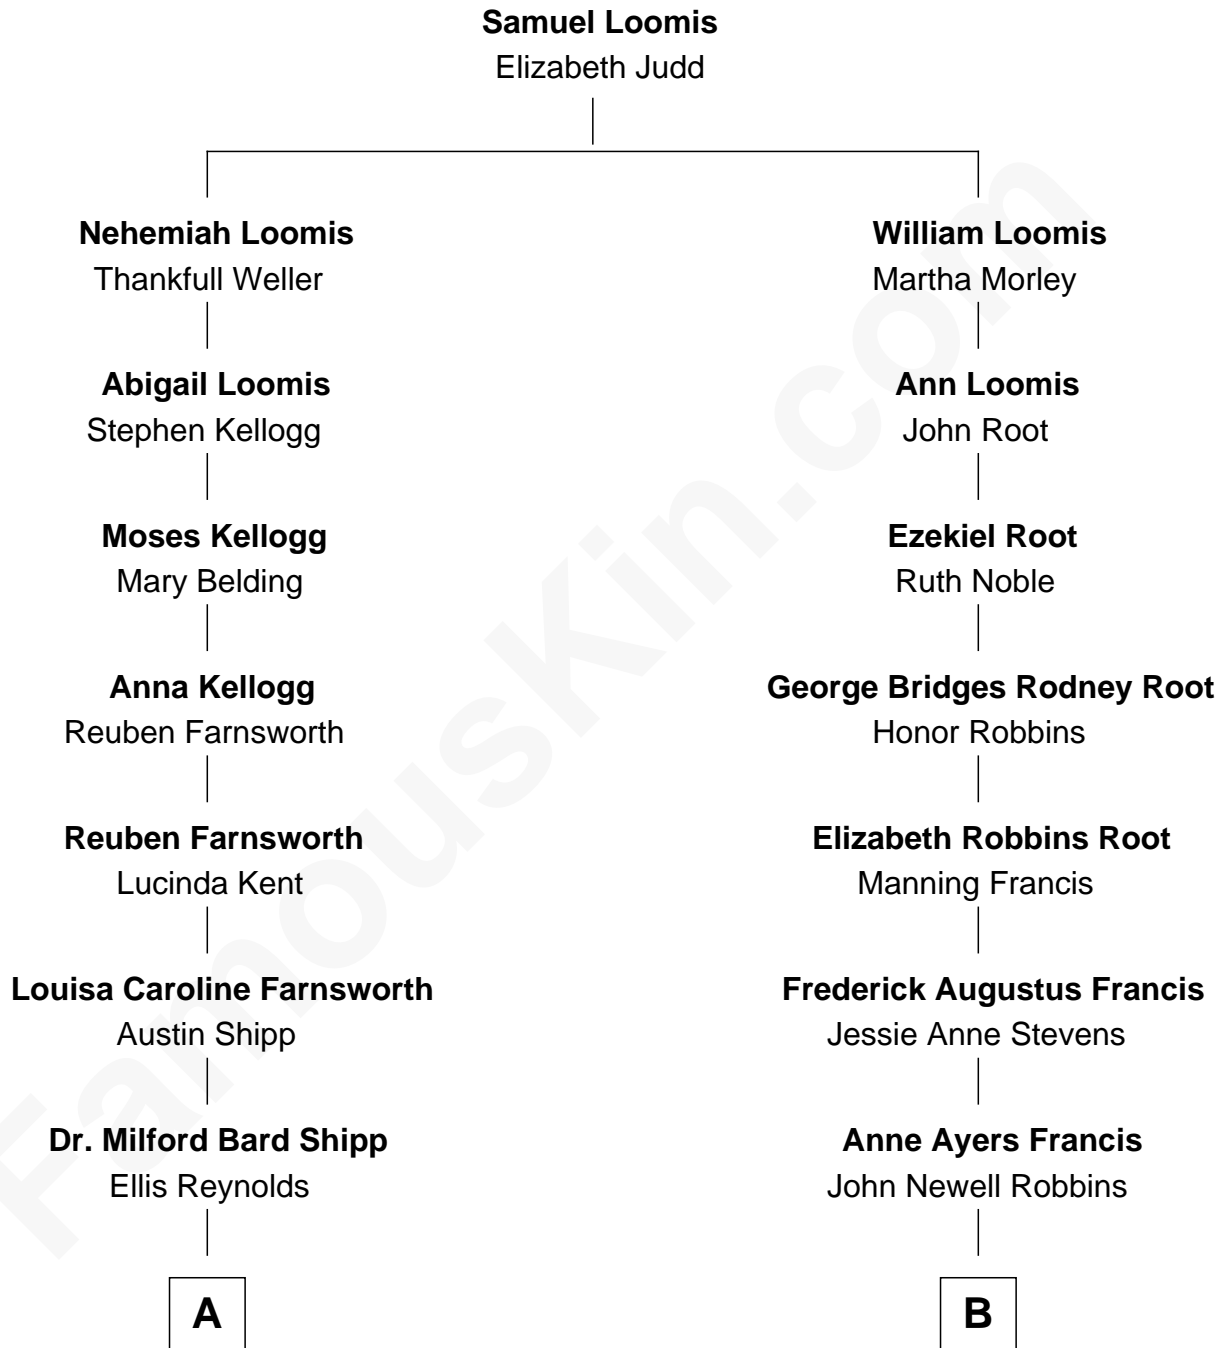 Samuel Loomis
Elizabeth Judd
Nehemiah Loomis
Thankfull Weller
William Loomis
Martha Morley
Abigail Loomis
Stephen Kellogg
Ann Loomis
John Root
Moses Kellogg
Mary Belding
Ezekiel Root
Ruth Noble
Anna Kellogg
Reuben Farnsworth
George Bridges Rodney Root
Honor Robbins
Reuben Farnsworth
Lucinda Kent
Elizabeth Robbins Root
Manning Francis
Louisa Caroline Farnsworth
Austin Shipp
Frederick Augustus Francis
Jessie Anne Stevens
Dr. Milford Bard Shipp
Ellis Reynolds
Anne Ayers Francis
John Newell Robbins
A
B
FamousKin.com